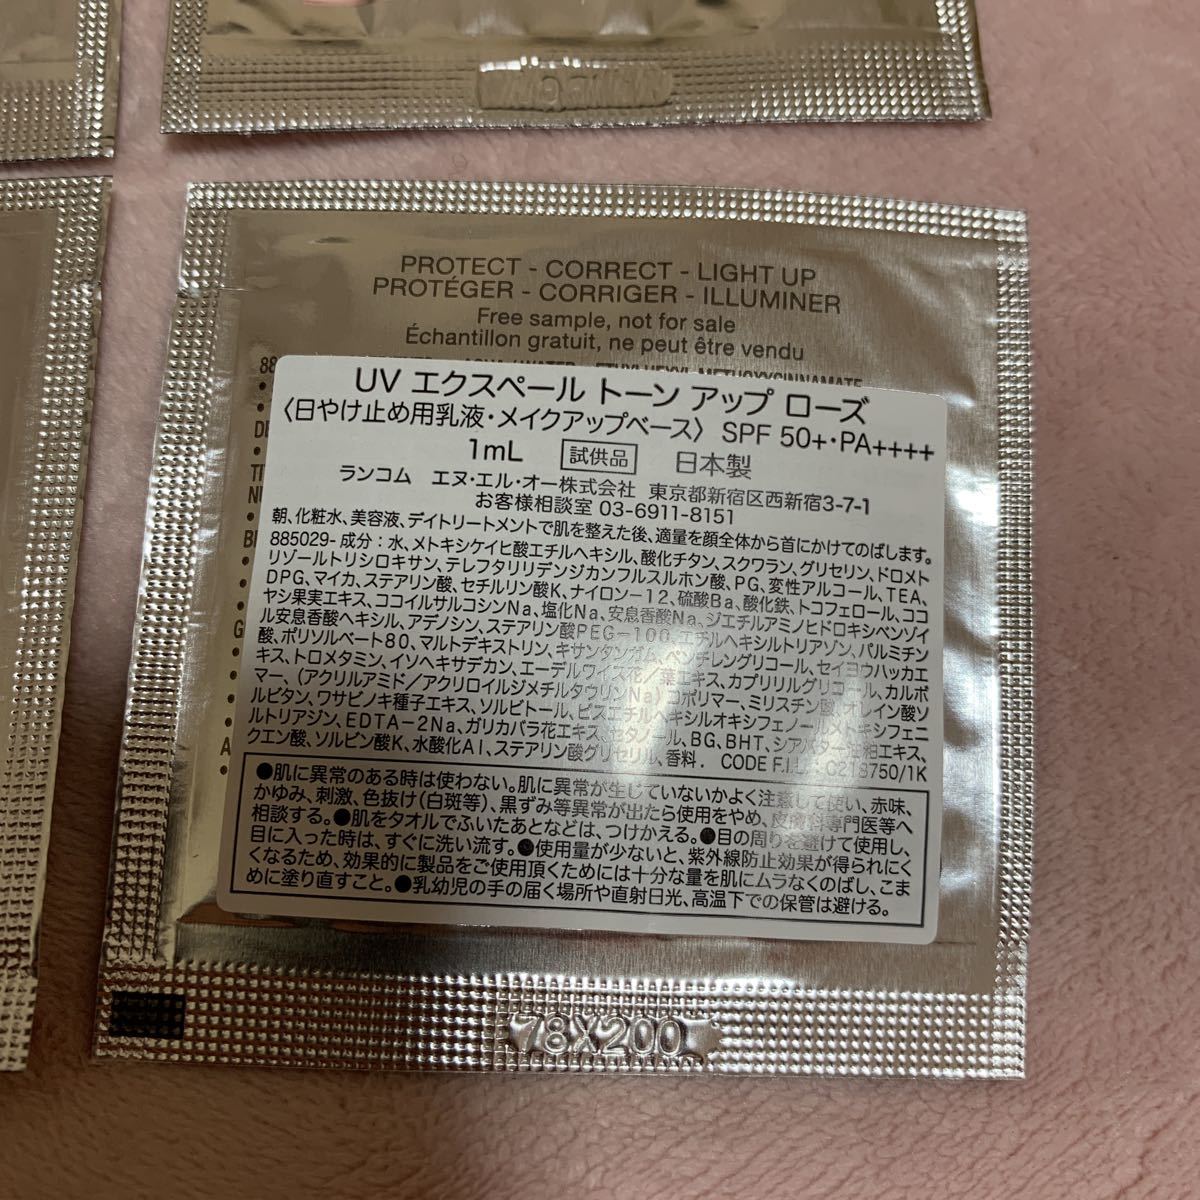 PROTECT - CORRECT - LIGHT UP
PROTÉGER - CORRIGER - ILLUMINER
Free sample, not for sale
Échantillon gratuit, ne peut être vendu
UV エクスペール トーン アップ ローズ
〈日やけ止め用乳液・メイクアップベース〉 SPF 50+・PA++++
1mL 試供品 日本製
ランコム エヌ・エル・オー株式会社 東京都新宿区西新宿3-7-1
お客様相談室 03-6911-8151
朝、化粧水、美容液、デイトリートメントで肌を整えた後、適量を顔全体から首にかけてのばします。
885029-成分：水、メトキシケイヒ酸エチルヘキシル、酸化チタン、スクワラン、グリセリン、ドロメト
リゾールトリシロキサン、テレフタリリデンジカンフルスルホン酸、PG、変性アルコール、TEA、
DPG、マイカ、ステアリン酸、セチルリン酸K、ナイロン-12、硫酸Ba、酸化鉄、トコフェロール、ココ
ヤシ果実エキス、ココイルサルコシンNa、塩化Na、安息香酸Na、ジエチルアミノヒドロキシベンゾイ
ル安息香酸ヘキシル、アデノシン、ステアリン酸PEG-100、エチルヘキシルトリアゾン、パルミチン
酸、ポリソルベート80、マルトデキストリン、キサンタンガム、ペンチレングリコール、セイヨウハッカエ
キス、トロメタミン、イソヘキサデカン、エーデルワイス花／葉エキス、カプリリルグリコール、カルボ
マー、（アクリルアミド／アクリロイルジメチルタウリンNa）コポリマー、ミリスチン酸、オレイン酸ソ
ルビタン、ワサビノキ種子エキス、ソルビトール、ビスエチルヘキシルオキシフェノールメトキシフェニ
ルトリアジン、EDTA-2Na、ガリカバラ花エキス、セタノール、BG、BHT、シアバター油粕エキス、
クエン酸、ソルビン酸K、水酸化Al、ステアリン酸グリセリル、香料． CODE F.I.L.
●肌に異常のある時は使わない。肌に異常が生じていないかよく注意して使い、赤味、
かゆみ、刺激、色抜け（白斑等）、黒ずみ等異常が出たら使用をやめ、皮膚科専門医等へ
相談する。●肌をタオルでふいたあとなどは、つけかえる。●目の周りを避けて使用し、
目に入った時は、すぐに洗い流す。●使用量が少ないと、紫外線防止効果が得られにく
くなるため、効果的に製品をご使用頂くためには十分な量を肌にムラなくのばし、こま
めに塗り直すこと。●乳幼児の手の届く場所や直射日光、高温下での保管は避ける。
78X200